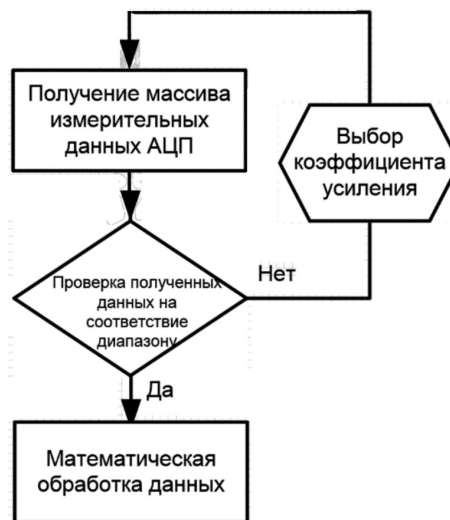 Получение массива
измерительных
данных АЦП
Выбор
коэффициента
усиления
Проверка полученных
данных на
соответствие
диапазону
Нет
Да
Математическая
обработка данных